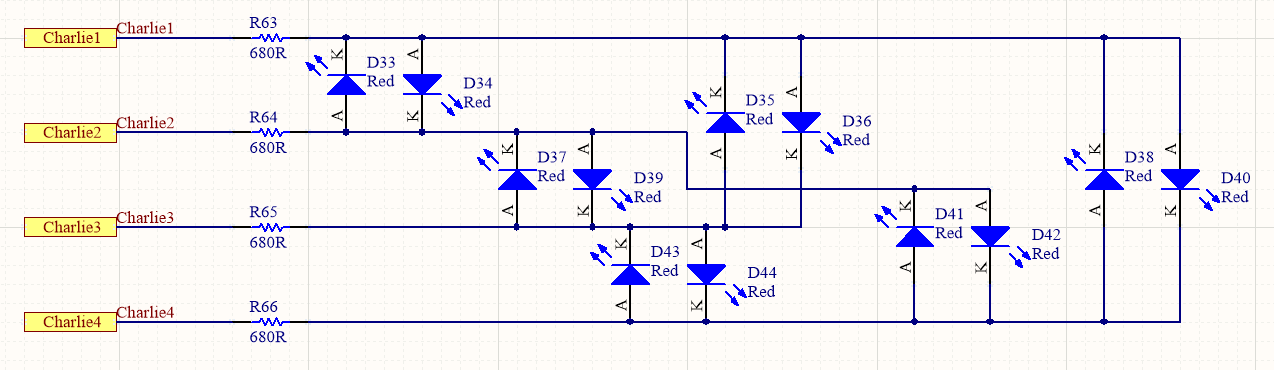 Charlie1
Charlie1
R63
680R
K
A
D33
Red
A
K
D34
Red
K
A
D35
Red
A
K
D36
Red
K
A
D38
Red
A
K
D40
Red
Charlie2
Charlie2
R64
680R
K
A
D37
Red
A
K
D39
Red
K
A
D41
Red
A
K
D42
Red
Charlie3
Charlie3
R65
680R
K
A
D43
Red
A
K
D44
Red
Charlie4
Charlie4
R66
680R